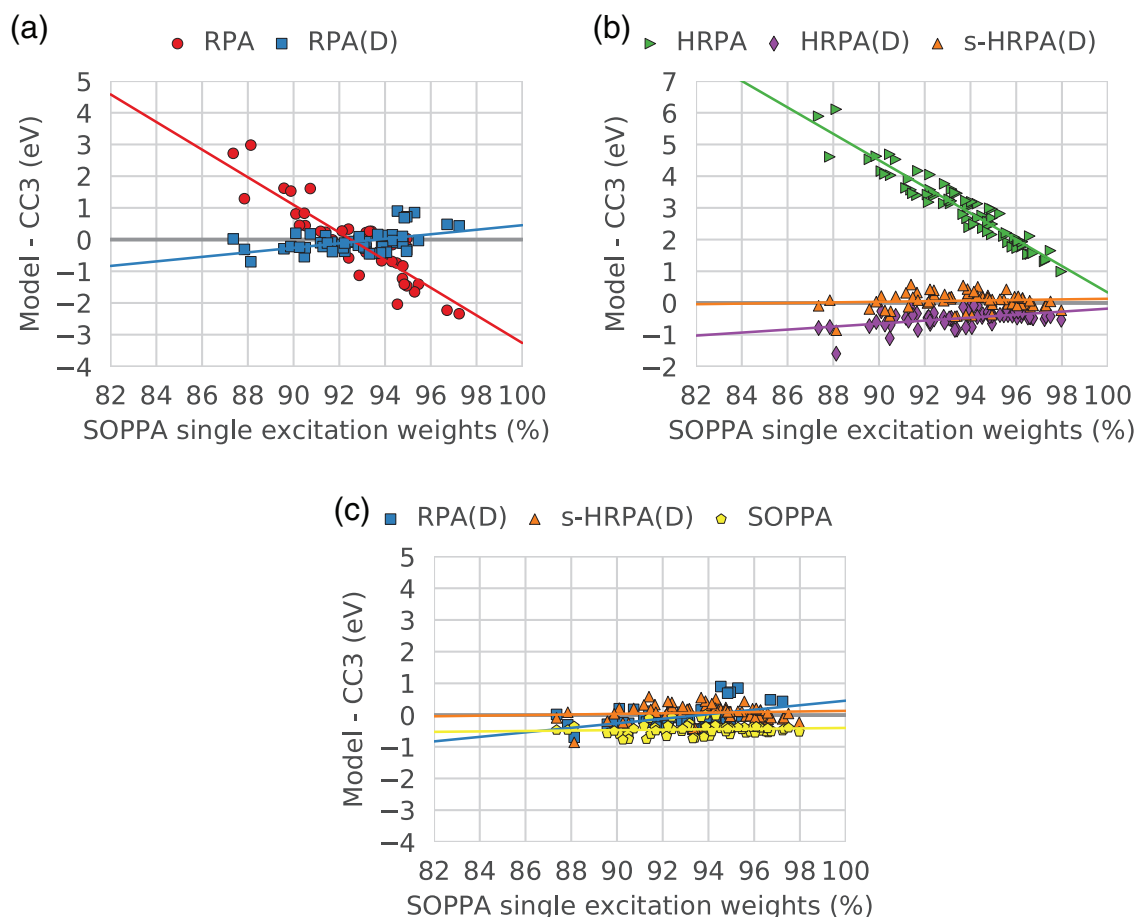 (a)
RPA RPA(D)
5
4
3
2
1
0
−1
−2
−3
−4
Model - CC3 (eV)
82 84 86 88 90 92 94 96 98 100
SOPPA single excitation weights (%)
(b)
HRPA HRPA(D) s-HRPA(D)
7
6
5
4
3
2
1
0
−1
−2
Model - CC3 (eV)
82 84 86 88 90 92 94 96 98 100
SOPPA single excitation weights (%)
(c)
RPA(D) s-HRPA(D) SOPPA
5
4
3
2
1
0
−1
−2
−3
−4
Model - CC3 (eV)
82 84 86 88 90 92 94 96 98 100
SOPPA single excitation weights (%)